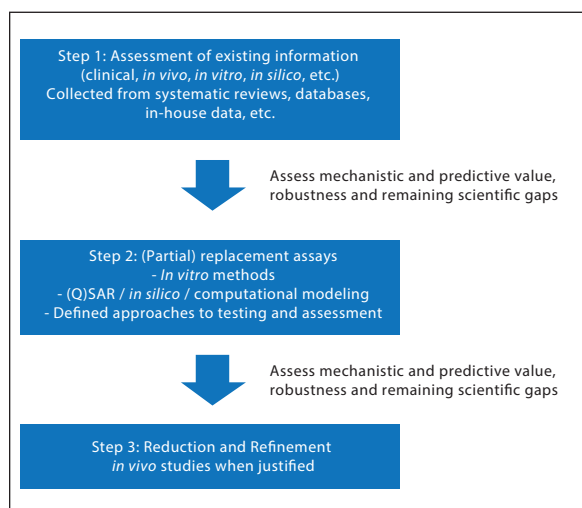 Step 1: Assessment of existing information
(clinical, in vivo, in vitro, in silico, etc.)
Collected from systematic reviews, databases,
in-house data, etc.
Assess mechanistic and predictive value,
robustness and remaining scientific gaps
Step 2: (Partial) replacement assays
- In vitro methods
- (Q)SAR / in silico / computational modeling
- Defined approaches to testing and assessment
Assess mechanistic and predictive value,
robustness and remaining scientific gaps
Step 3: Reduction and Refinement
in vivo studies when justified